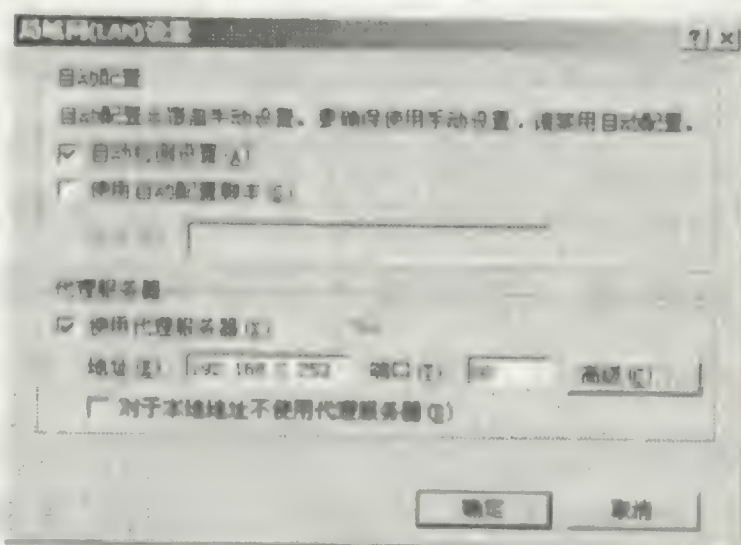 局域网(LAN)设置
自动配置
自动配置会覆盖手动设置。要确保使用手动设置，请禁用自动配置。
自动检测设置(A)
使用自动配置脚本(S)
代理服务器
使用代理服务器(X)
地址(E) 192 168 252 端口(T) 高级(C)
对于本地地址不使用代理服务器(B)
确定 取消